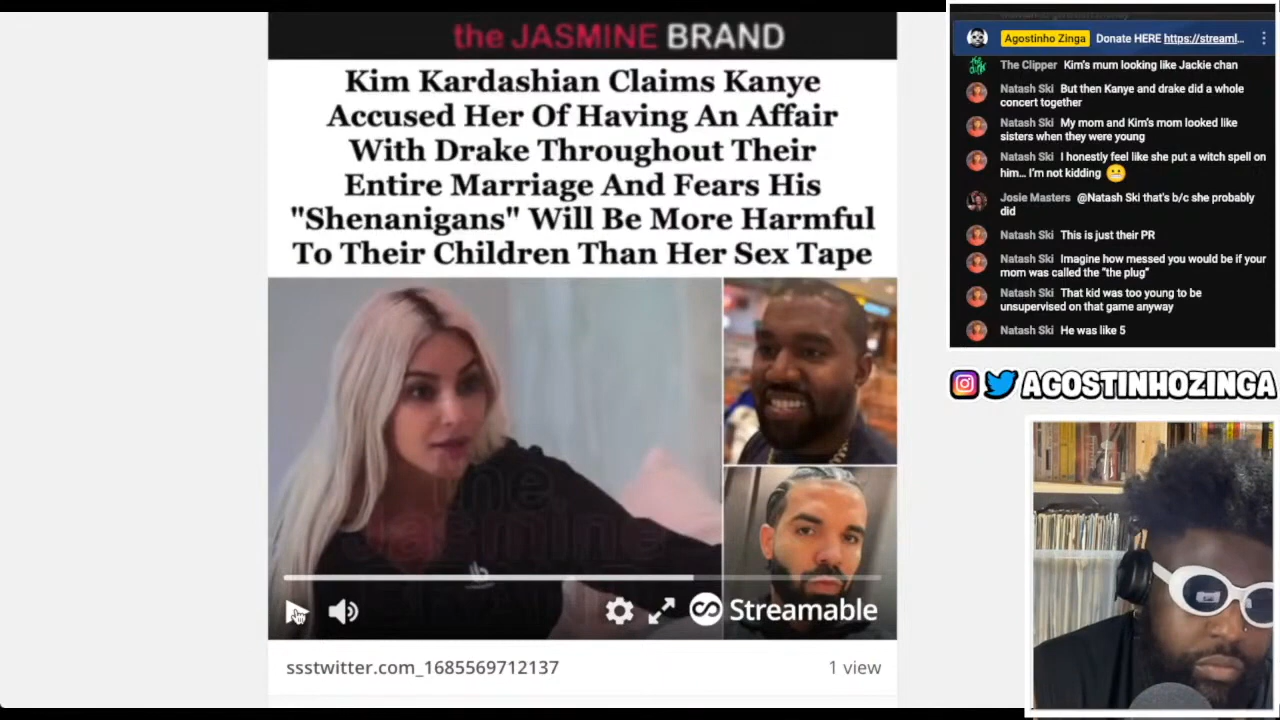 the JASMINE BRAND
Kim Kardashian Claims Kanye
Accused Her Of Having An Affair
With Drake Throughout Their
Entire Marriage And Fears His
"Shenanigans" Will Be More Harmful
To Their Children Than Her Sex Tape
the
Jasmine
Streamable
ssstwitter.com_1685569712137
1 view
Agostinho Zinga Donate HERE https://streaml...
The Clipper Kim's mum looking like Jackie chan
Natash Ski But then Kanye and drake did a whole
concert together
Natash Ski My mom and Kim's mom looked like
sisters when they were young
Natash Ski I honestly feel like she put a witch spell on
him... I'm not kidding 😬
Josie Masters @Natash Ski that's b/c she probably
did
Natash Ski This is just their PR
Natash Ski Imagine how messed you would be if your
mom was called the "the plug"
Natash Ski That kid was too young to be
unsupervised on that game anyway
Natash Ski He was like 5
AGOSTINHOZINGA